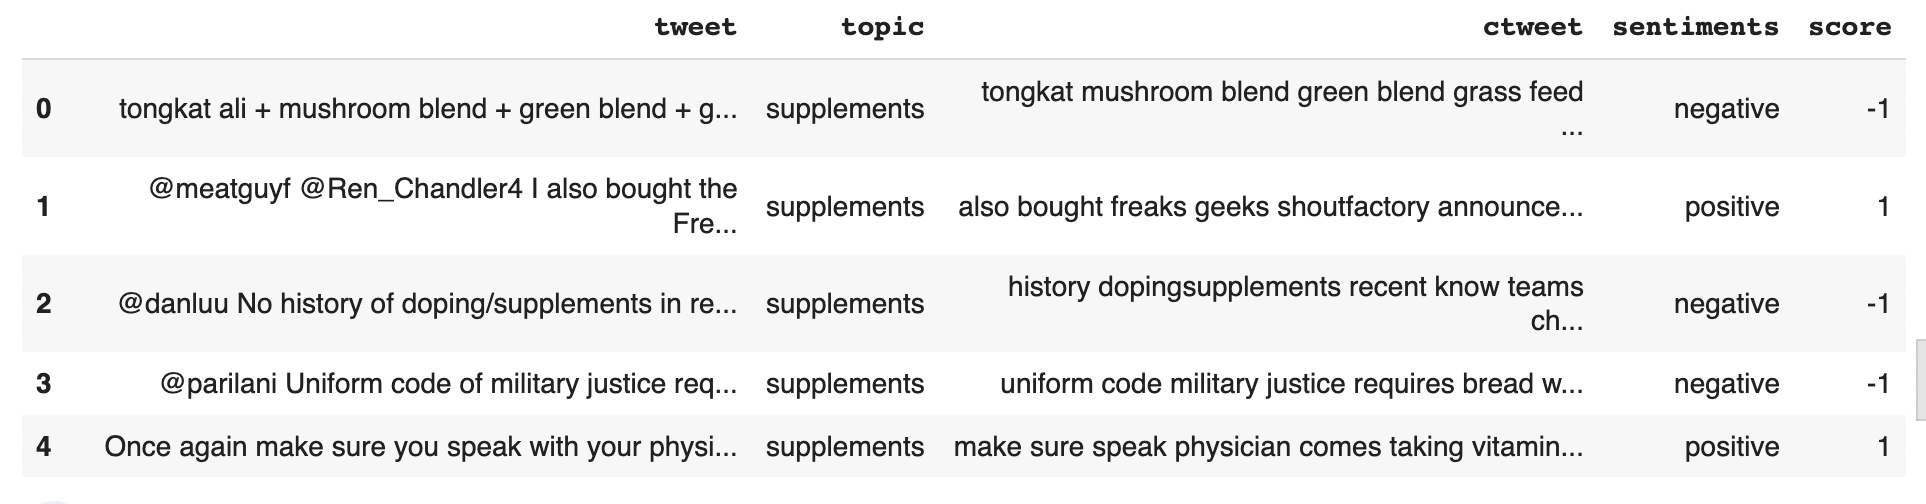 tweet topic ctweet sentiments score
0 tongkat ali + mushroom blend + green blend + g... supplements tongkat mushroom blend green blend grass feed ... negative -1
1 @meatguyf @Ren_Chandler4 I also bought the Fre... supplements also bought freaks geeks shoutfactory announce... positive 1
2 @danluu No history of doping/supplements in re... supplements history dopingsupplements recent know teams ch... negative -1
3 @parilani Uniform code of military justice req... supplements uniform code military justice requires bread w... negative -1
4 Once again make sure you speak with your physi... supplements make sure speak physician comes taking vitamin... positive 1